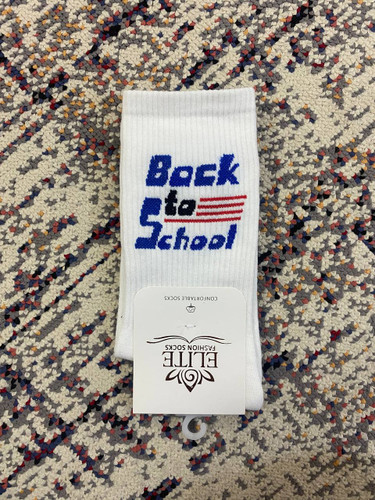 Back
to
School
COMFORTABLE SOCKS
ELITE
FASHION SOCKS